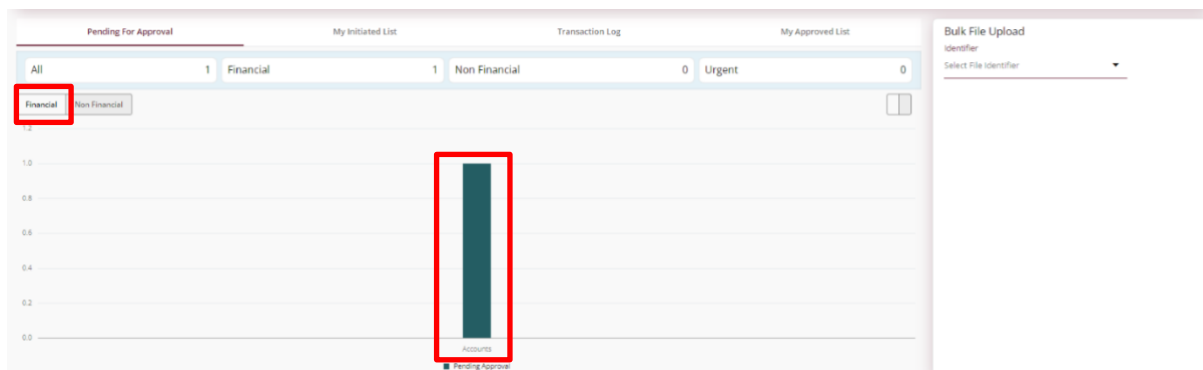 Pending For Approval
My Initiated List
Transaction Log
My Approved List
All 1
Financial 1
Non Financial 0
Urgent 0
Financial
Non Financial
1.2
1.0
0.8
0.6
0.4
0.2
0.0
Accounts
Pending Approval
Bulk File Upload
Identifier
Select File Identifier